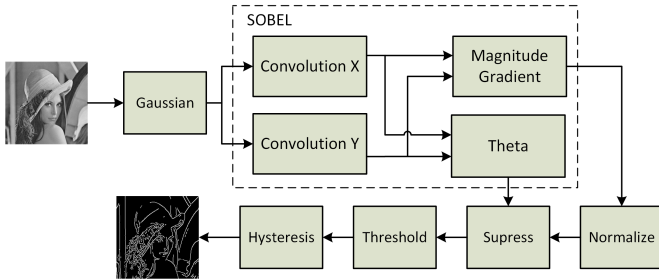 SOBEL
Gaussian
Convolution X
Convolution Y
Magnitude
Gradient
Theta
Hysteresis
Threshold
Supress
Normalize